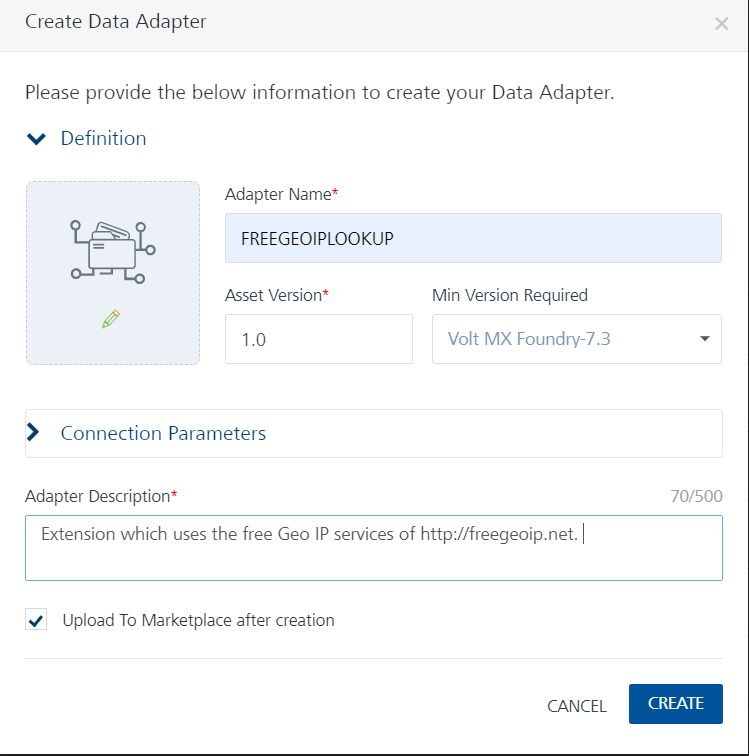 Create Data Adapter
Please provide the below information to create your Data Adapter.
Definition
Adapter Name*
FREEGEOIPLOOKUP
Asset Version*
Min Version Required
1.0
Volt MX Foundry-7.3
Connection Parameters
Adapter Description*
70/500
Extension which uses the free Geo IP services of http://freegeoip.net.
Upload To Marketplace after creation
CANCEL
CREATE